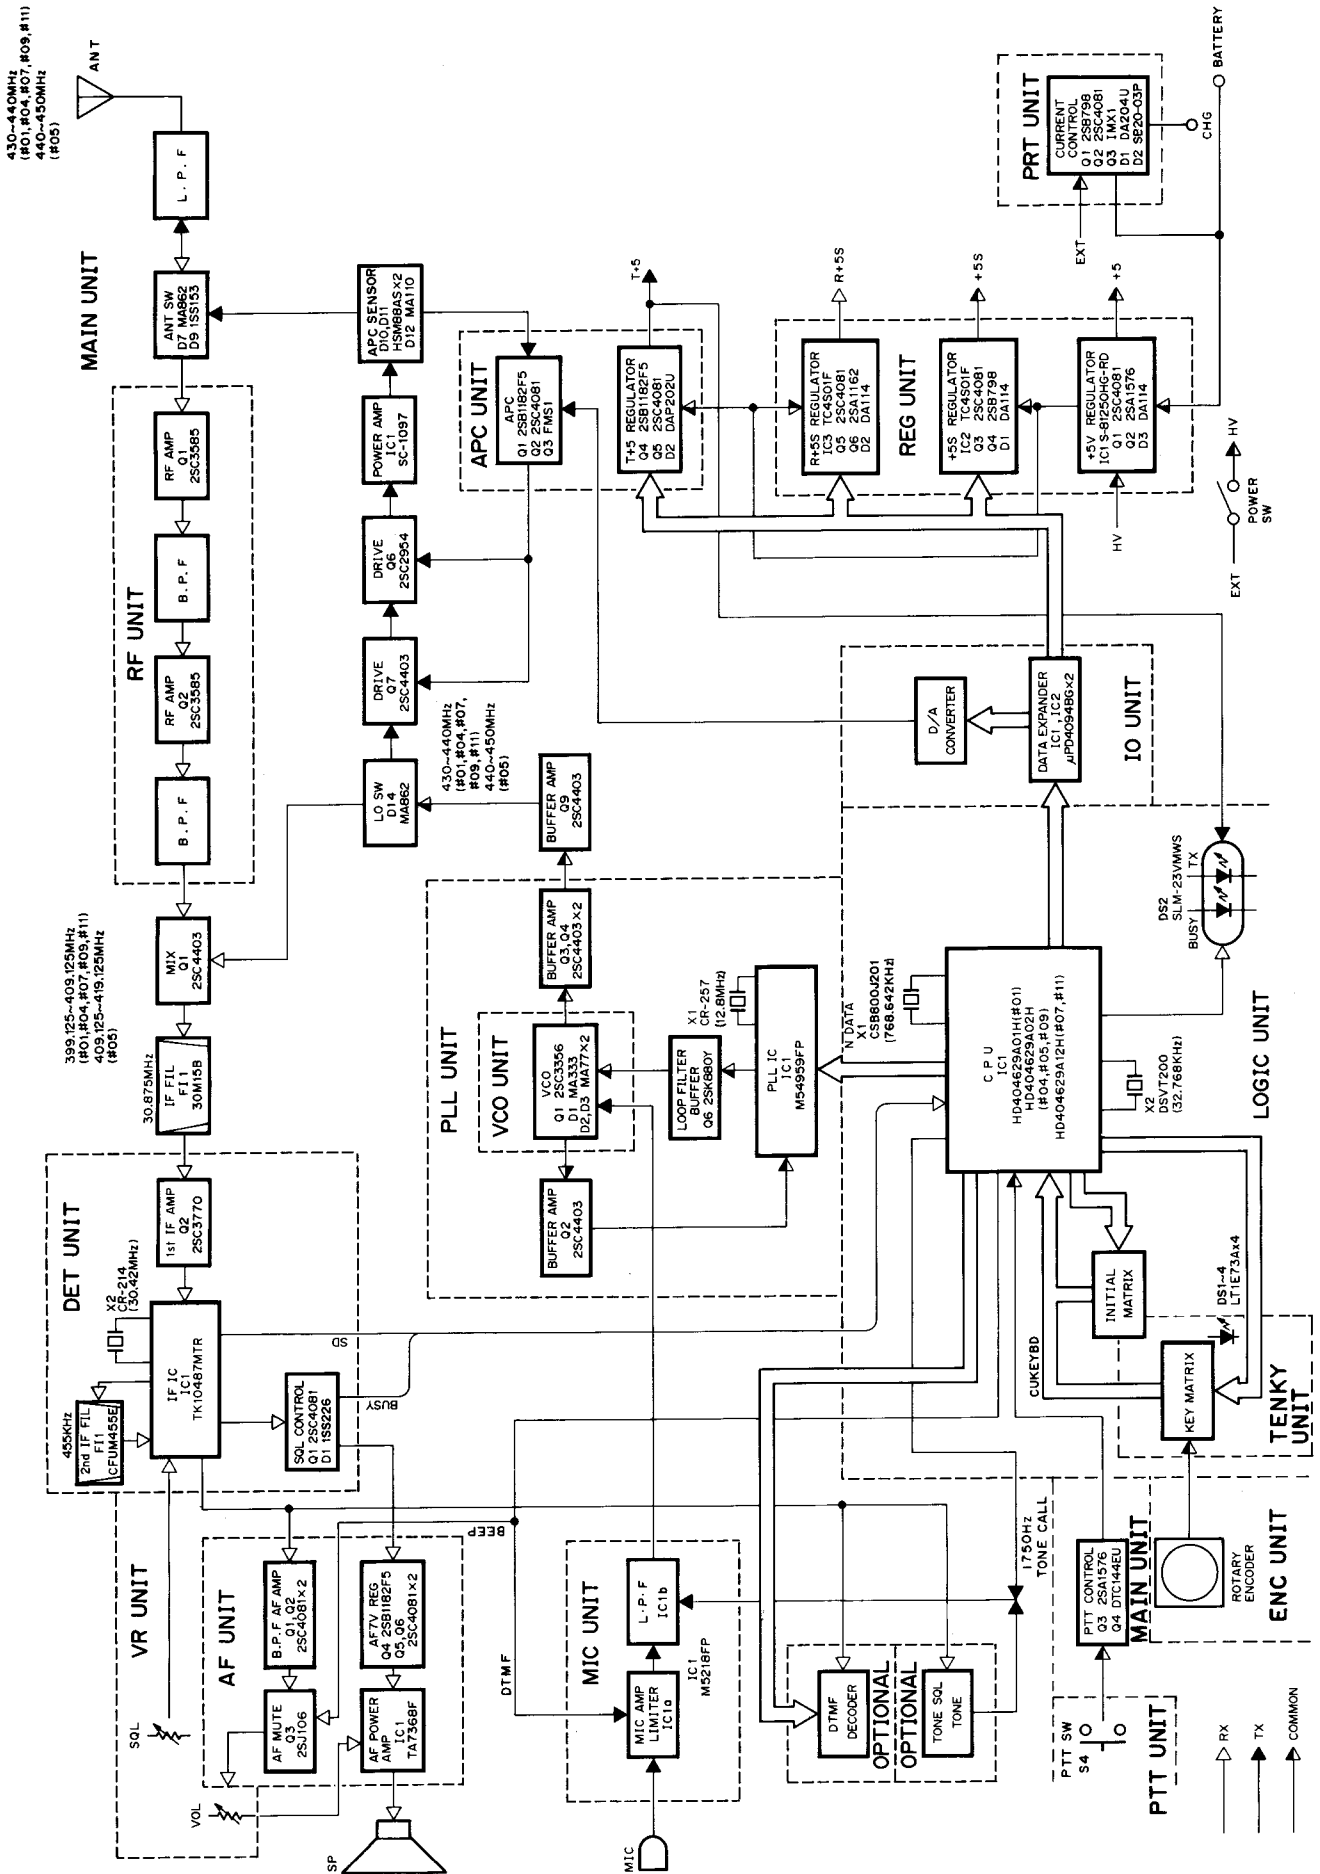 430~440MHz
(#01,#04,#07,#09,#11)
440~450MHz
(#05)
ANT
L.P.F
MAIN UNIT
ANT SW
D7 MA862
D9 1SS153
RF UNIT
RF AMP
Q1
2SC3585
B.P.F
RF AMP
Q2
2SC3585
B.P.F
399.125~409.125MHz
(#01,#04,#07,#09,#11)
409.125~419.125MHz
(#05)
MIX
Q1
2SC4403
30.875MHz
IF FIL
FI1
30M15B
DET UNIT
1st IF AMP
Q2
2SC3770
X2
CR-214
(30.42MHz)
IF IC
IC1
TK10487MTR
455KHz
2nd IF FIL
FI1
CFUM455E
SQL CONTROL
Q1 2SC4081
D1 1SS226
SD
BUSY
VR UNIT
SQL
VOL
AF UNIT
B.P.F AF AMP
Q1,Q2
2SC4081×2
AF MUTE
Q3
2SJ106
AF7V REG
Q4 2SB1182F5
Q5,Q6
2SC4081×2
AF POWER
AMP
IC1
TA7368F
SP
BEEP
DTMF
APC SENSOR
D10,D11
HSM88AS×2
D12 MA110
POWER AMP
IC1
SC-1097
DRIVE
Q6
2SC2954
DRIVE
Q7
2SC4403
LO SW
D14
MA862
430~440MHz
(#01,#04,#07,
#09,#11)
440~450MHz
(#05)
BUFFER AMP
Q9
2SC4403
APC UNIT
APC
Q1 2SB1182F5
Q2 2SC4081
Q3 FMS1
T+5 REGULATOR
Q4 2SB1182F5
Q5 2SC4081
D2 DAP202U
T+5
REG UNIT
R+5S REGULATOR
IC3 TC4S01F
Q5 2SC4081
Q6 2SA1162
D2 DA114
R+5S
+5S REGULATOR
IC2 TC4S01F
Q3 2SC4081
Q4 2SB798
D1 DA114
+5S
+5V REGULATOR
IC1 S-81250HG-RD
Q1 2SC4081
Q2 2SA1576
D3 DA114
+5
HV
PRT UNIT
CURRENT
CONTROL
Q1 2SB798
Q2 2SC4081
Q3 IMX1
D1 DA204U
D2 SB20-03P
EXT
CHG
BATTERY
EXT
POWER
SW
HV
PLL UNIT
BUFFER AMP
Q3,Q4
2SC4403×2
VCO UNIT
VCO
Q1 2SC3356
D1 MA333
D2,D3 MA77×2
BUFFER AMP
Q2
2SC4403
LOOP FILTER
BUFFER
Q6 2SK880Y
X1
CR-257
(12.8MHz)
PLL IC
IC1
M54959FP
N DATA
IO UNIT
D/A
CONVERTER
DATA EXPANDER
IC1,IC2
μPD4094BG×2
LOGIC UNIT
X1
CSB800J201
(768.642KHz)
CPU
IC1
HD404629A01H(#01)
HD404629A02H
(#04,#05,#09)
HD404629A12H(#07,#11)
X2
DSVT200
(32.768KHz)
DS2
SLM-23VMWS
BUSY
TX
INITIAL
MATRIX
CUKEYBD
DS1~4
LT1E73A×4
KEY MATRIX
TENKY
UNIT
MIC UNIT
MIC
MIC AMP
LIMITER
IC1a
L.P.F
IC1b
IC1
M5218FP
1750Hz
TONE CALL
DTMF
DECODER
OPTIONAL
TONE SQL
TONE
OPTIONAL
PTT CONTROL
Q3 2SA1576
Q4 DTC144EU
MAIN UNIT
PTT SW
S4
PTT UNIT
ROTARY
ENCODER
ENC UNIT
RX
TX
COMMON